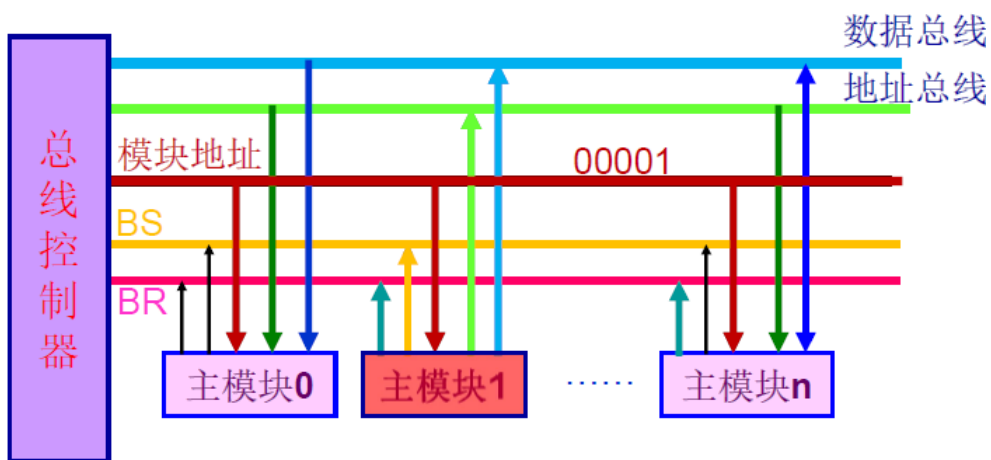 数据总线
地址总线
总线控制器
模块地址
00001
BS
BR
主模块0
主模块1
……
主模块n